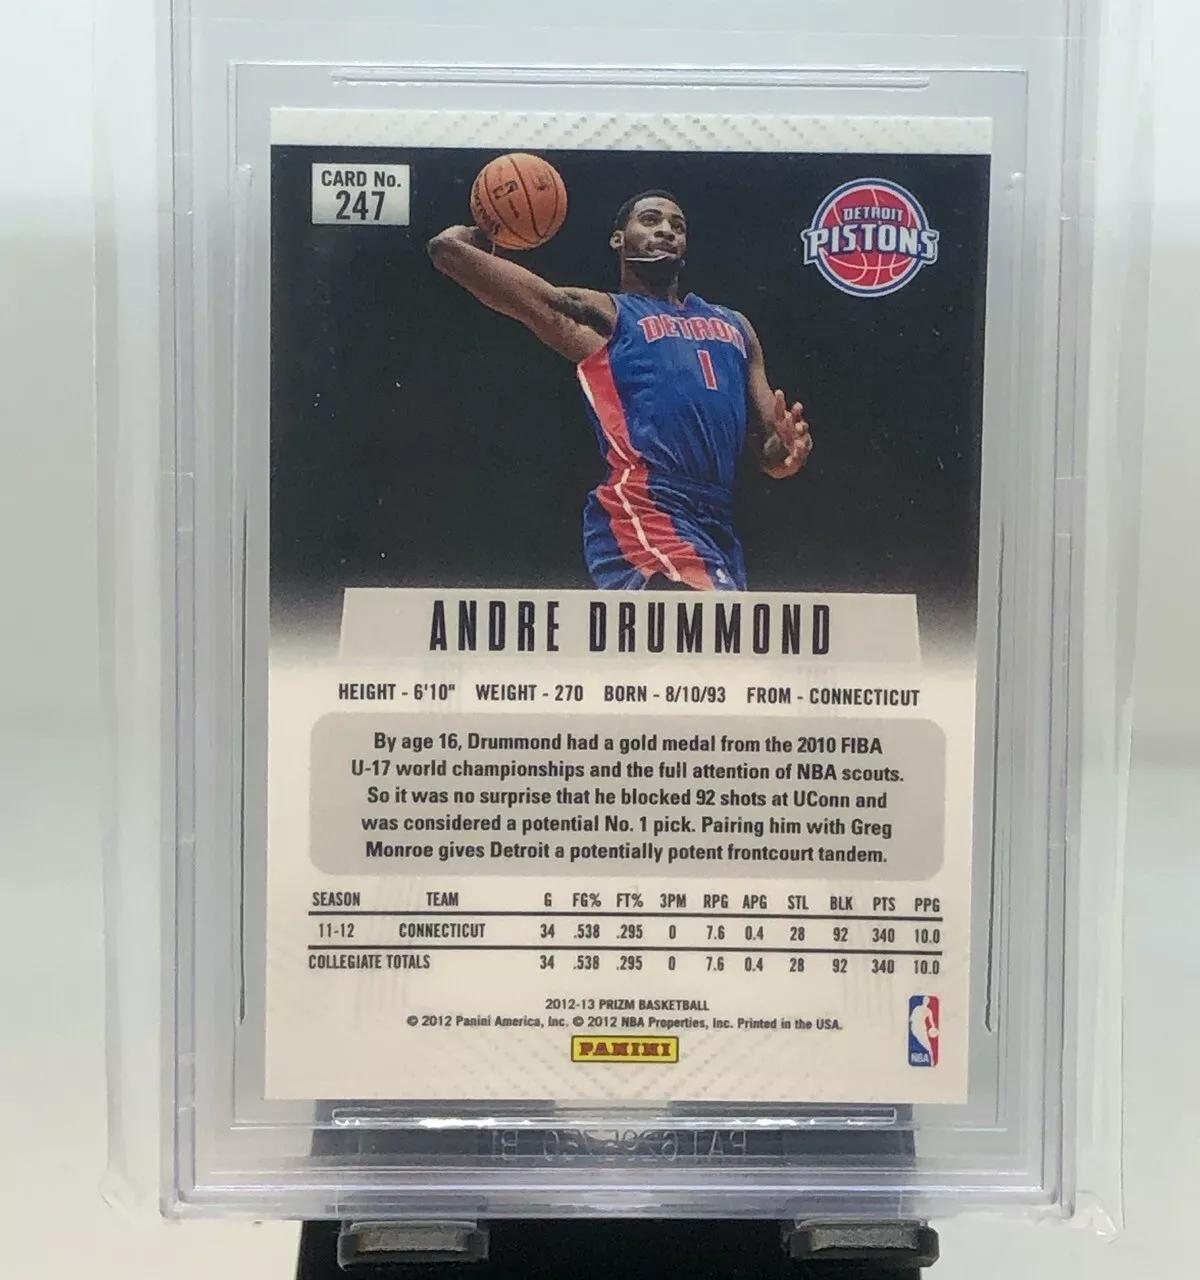 CARD No.
247
DETROIT
PISTONS
DETROIT
1
ANDRE DRUMMOND
HEIGHT - 6'10" WEIGHT - 270 BORN - 8/10/93 FROM - CONNECTICUT
By age 16, Drummond had a gold medal from the 2010 FIBA
U-17 world championships and the full attention of NBA scouts.
So it was no surprise that he blocked 92 shots at UConn and
was considered a potential No. 1 pick. Pairing him with Greg
Monroe gives Detroit a potentially potent frontcourt tandem.
SEASON TEAM G FG% FT% 3PM RPG APG STL BLK PTS PPG
11-12 CONNECTICUT 34 .538 .295 0 7.6 0.4 28 92 340 10.0
COLLEGIATE TOTALS 34 .538 .295 0 7.6 0.4 28 92 340 10.0
2012-13 PRIZM BASKETBALL
© 2012 Panini America, Inc. © 2012 NBA Properties, Inc. Printed in the USA.
PANINI
NBA